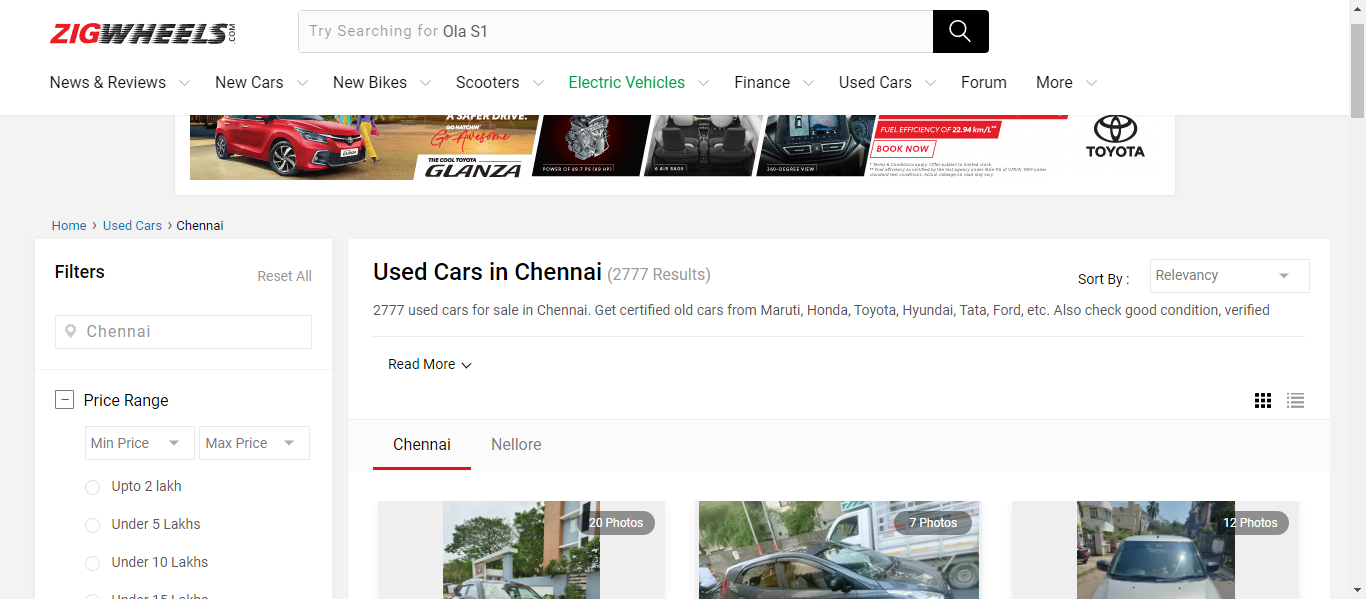 ZIGWHEELS.COM
Try Searching for Ola S1
News & Reviews
New Cars
New Bikes
Scooters
Electric Vehicles
Finance
Used Cars
Forum
More
A SAFER DRIVE.
GO HATCHIN'
Go Awesome
THE COOL TOYOTA
GLANZA
POWER OF 89.7 PS (89 HP)
6 AIR BAGS
360-DEGREE VIEW
FUEL EFFICIENCY OF 22.94 km/L**
BOOK NOW
TOYOTA
Home › Used Cars › Chennai
Filters
Reset All
Chennai
Price Range
Min Price
Max Price
Upto 2 lakh
Under 5 Lakhs
Under 10 Lakhs
Under 15 Lakhs
Used Cars in Chennai (2777 Results)
Sort By :
Relevancy
2777 used cars for sale in Chennai. Get certified old cars from Maruti, Honda, Toyota, Hyundai, Tata, Ford, etc. Also check good condition, verified
Read More
Chennai
Nellore
20 Photos
7 Photos
12 Photos